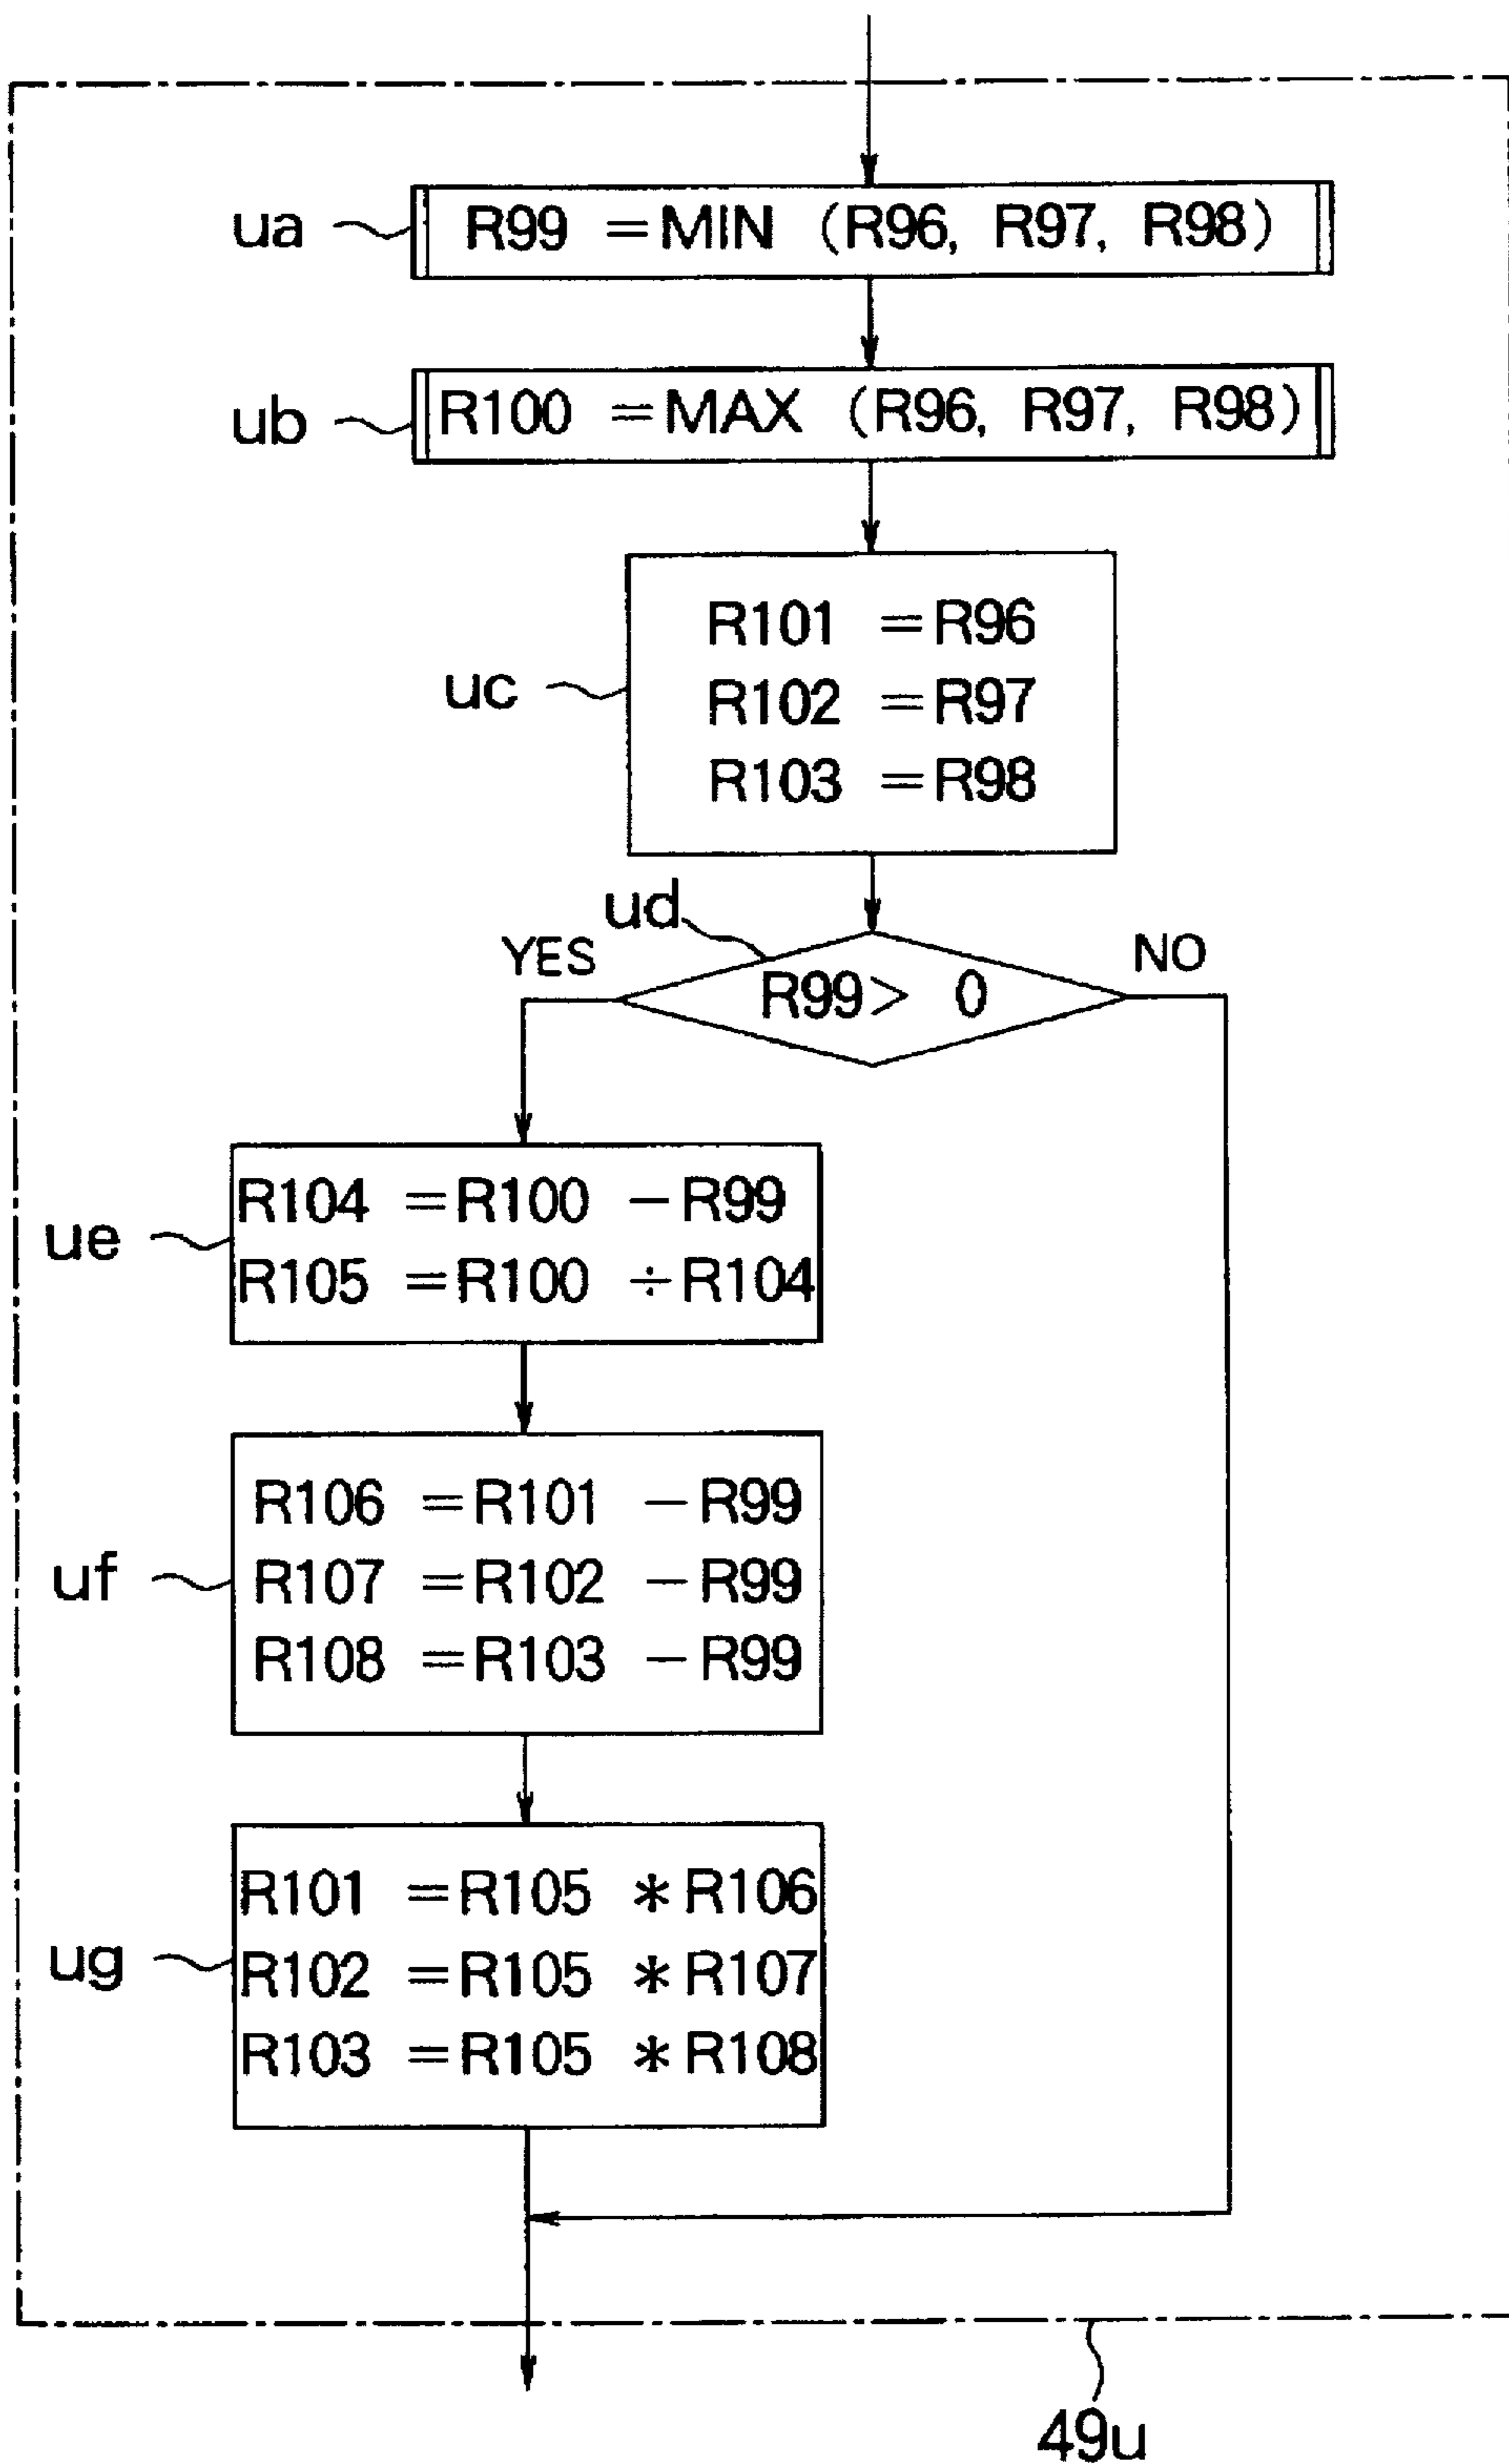 ua
R99 =MIN (R96, R97, R98)
ub
R100 =MAX (R96, R97, R98)
uc
R101 =R96
R102 =R97
R103 =R98
ud
YES
R99> 0
NO
ue
R104 =R100 -R99
R105 =R100 ÷R104
uf
R106 =R101 -R99
R107 =R102 -R99
R108 =R103 -R99
ug
R101 =R105 *R106
R102 =R105 *R107
R103 =R105 *R108
49u